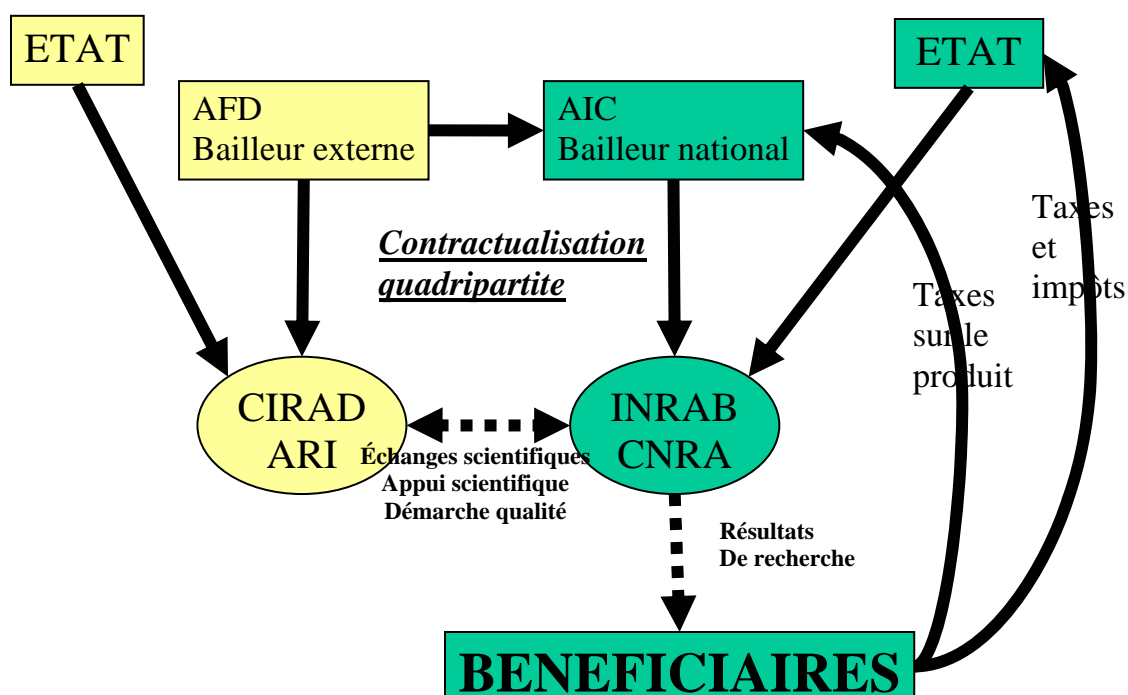 ETAT
ETAT
AFD
Bailleur externe
AIC
Bailleur national
Contractualisation
quadripartite
Taxes
et
impôts
Taxes
sur le
produit
CIRAD
ARI
INRAB
CNRA
Échanges scientifiques
Appui scientifique
Démarche qualité
Résultats
De recherche
BENEFICIAIRES